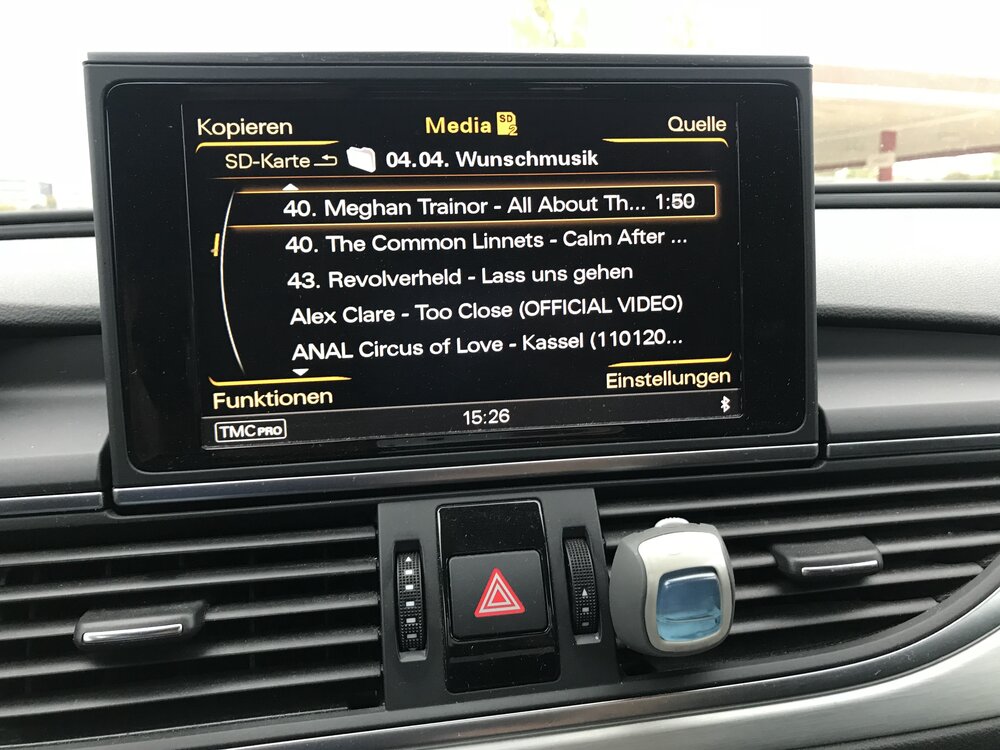 Kopieren Media SD 2 Quelle
SD-Karte 04.04. Wunschmusik
40. Meghan Trainor - All About Th... 1:50
40. The Common Linnets - Calm After ...
43. Revolverheld - Lass uns gehen
Alex Clare - Too Close (OFFICIAL VIDEO)
ANAL Circus of Love - Kassel (110120...
Funktionen Einstellungen
TMC PRO 15:26